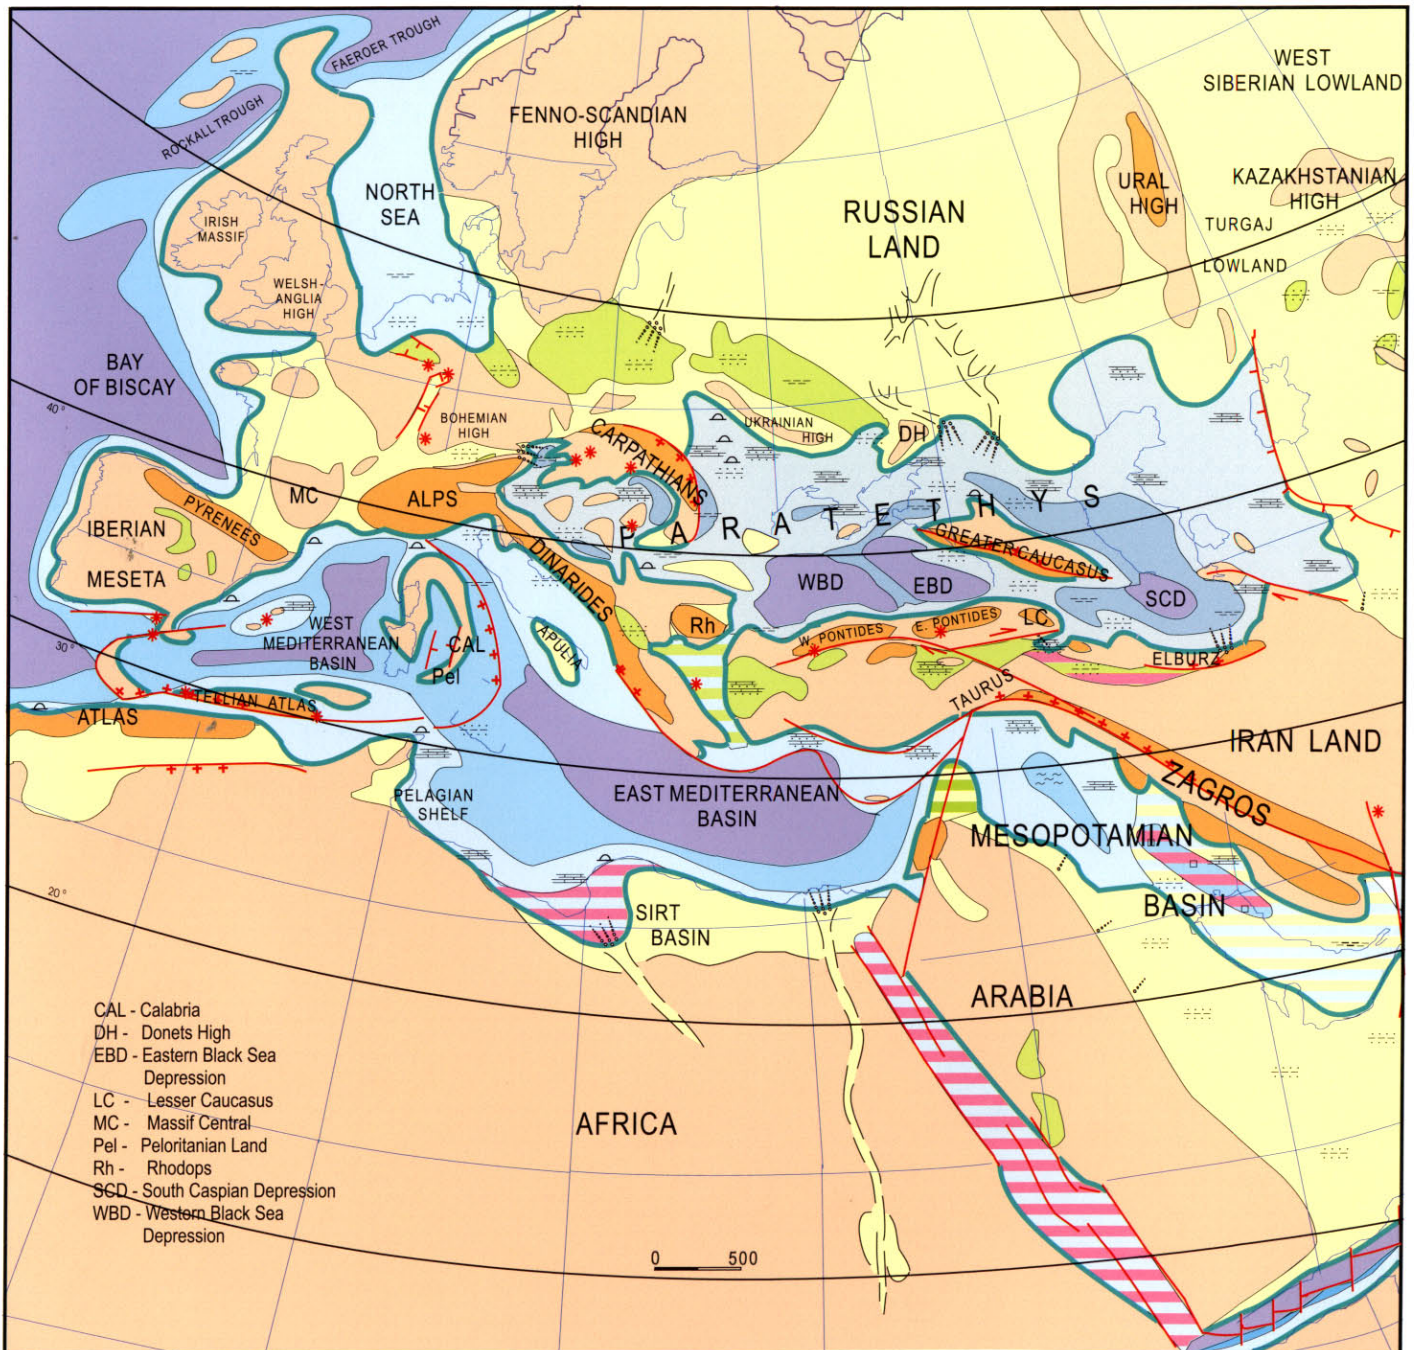 FAEROER TROUGH
ROCKALL TROUGH
FENNO-SCANDIAN
HIGH
WEST
SIBERIAN LOWLAND
NORTH
SEA
IRISH
MASSIF
RUSSIAN
LAND
URAL
HIGH
KAZAKHSTANIAN
HIGH
TURGAJ
LOWLAND
WELSH-
ANGLIA
HIGH
BAY
OF BISCAY
40°
BOHEMIAN
HIGH
CARPATHIANS
UKRAINIAN
HIGH
DH
MC
ALPS
PYRENEES
IBERIAN
MESETA
PARATETHYS
DINARIDES
GREATER CAUCASUS
WBD
EBD
SCD
WEST
MEDITERRANEAN
BASIN
CAL
Pel
APULIA
Rh
W. PONTIDES
E. PONTIDES
LC
ELBURZ
30°
TELLIAN ATLAS
ATLAS
TAURUS
IRAN LAND
ZAGROS
PELAGIAN
SHELF
EAST MEDITERRANEAN
BASIN
MESOPOTAMIAN
BASIN
20°
SIRT
BASIN
ARABIA
AFRICA
CAL - Calabria
DH - Donets High
EBD - Eastern Black Sea
Depression
LC - Lesser Caucasus
MC - Massif Central
Pel - Peloritanian Land
Rh - Rhodops
SCD - South Caspian Depression
WBD - Western Black Sea
Depression
0 500